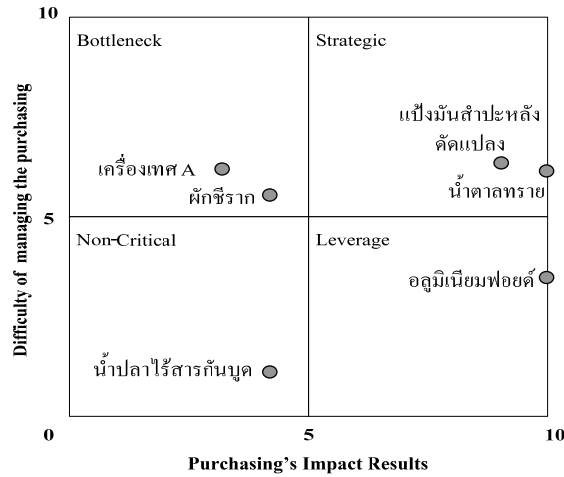 10
Bottleneck
Strategic
แป้งมันสำปะหลัง
ดัดแปลง
เครื่องเทศ A
ผักชีราก
น้ำตาลทราย
Difficulty of managing the purchasing
5
Non-Critical
Leverage
อลูมิเนียมฟอยด์
น้ำปลาไร้สารกันบูด
0
5
10
Purchasing's Impact Results